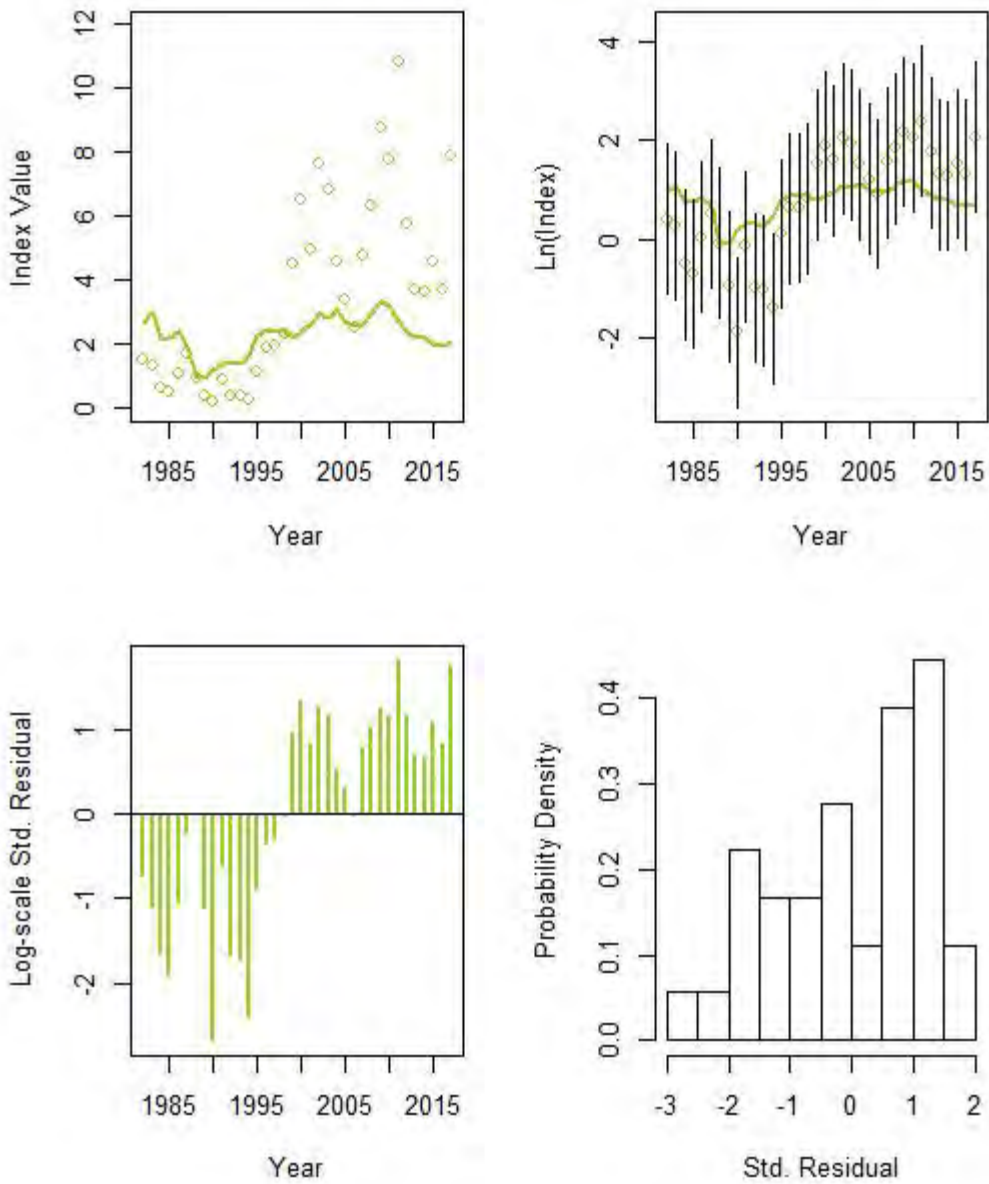 Index Value
0 2 4 6 8 10 12
1985 1995 2005 2015
Year
Ln(Index)
-2 0 2 4
1985 1995 2005 2015
Year
Log-scale Std. Residual
-2 -1 0 1
1985 1995 2005 2015
Year
Probability Density
0.0 0.1 0.2 0.3 0.4
-3 -2 -1 0 1 2
Std. Residual